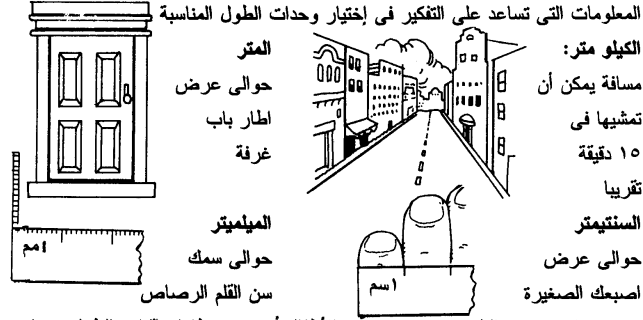 للمعلومات التى تساعد على التفكير فى إختيار وحدات الطول المناسبة
الكيلو متر:
مسافة يمكن أن
تمشيها فى
١٥ دقيقة
تقريبا
المتر
حوالى عرض
اطار باب
غرفة
السنتيمتر
حوالى عرض
اصبعك الصغيرة
١سم
الميلميتر
حوالى سمك
سن القلم الرصاص
١مم